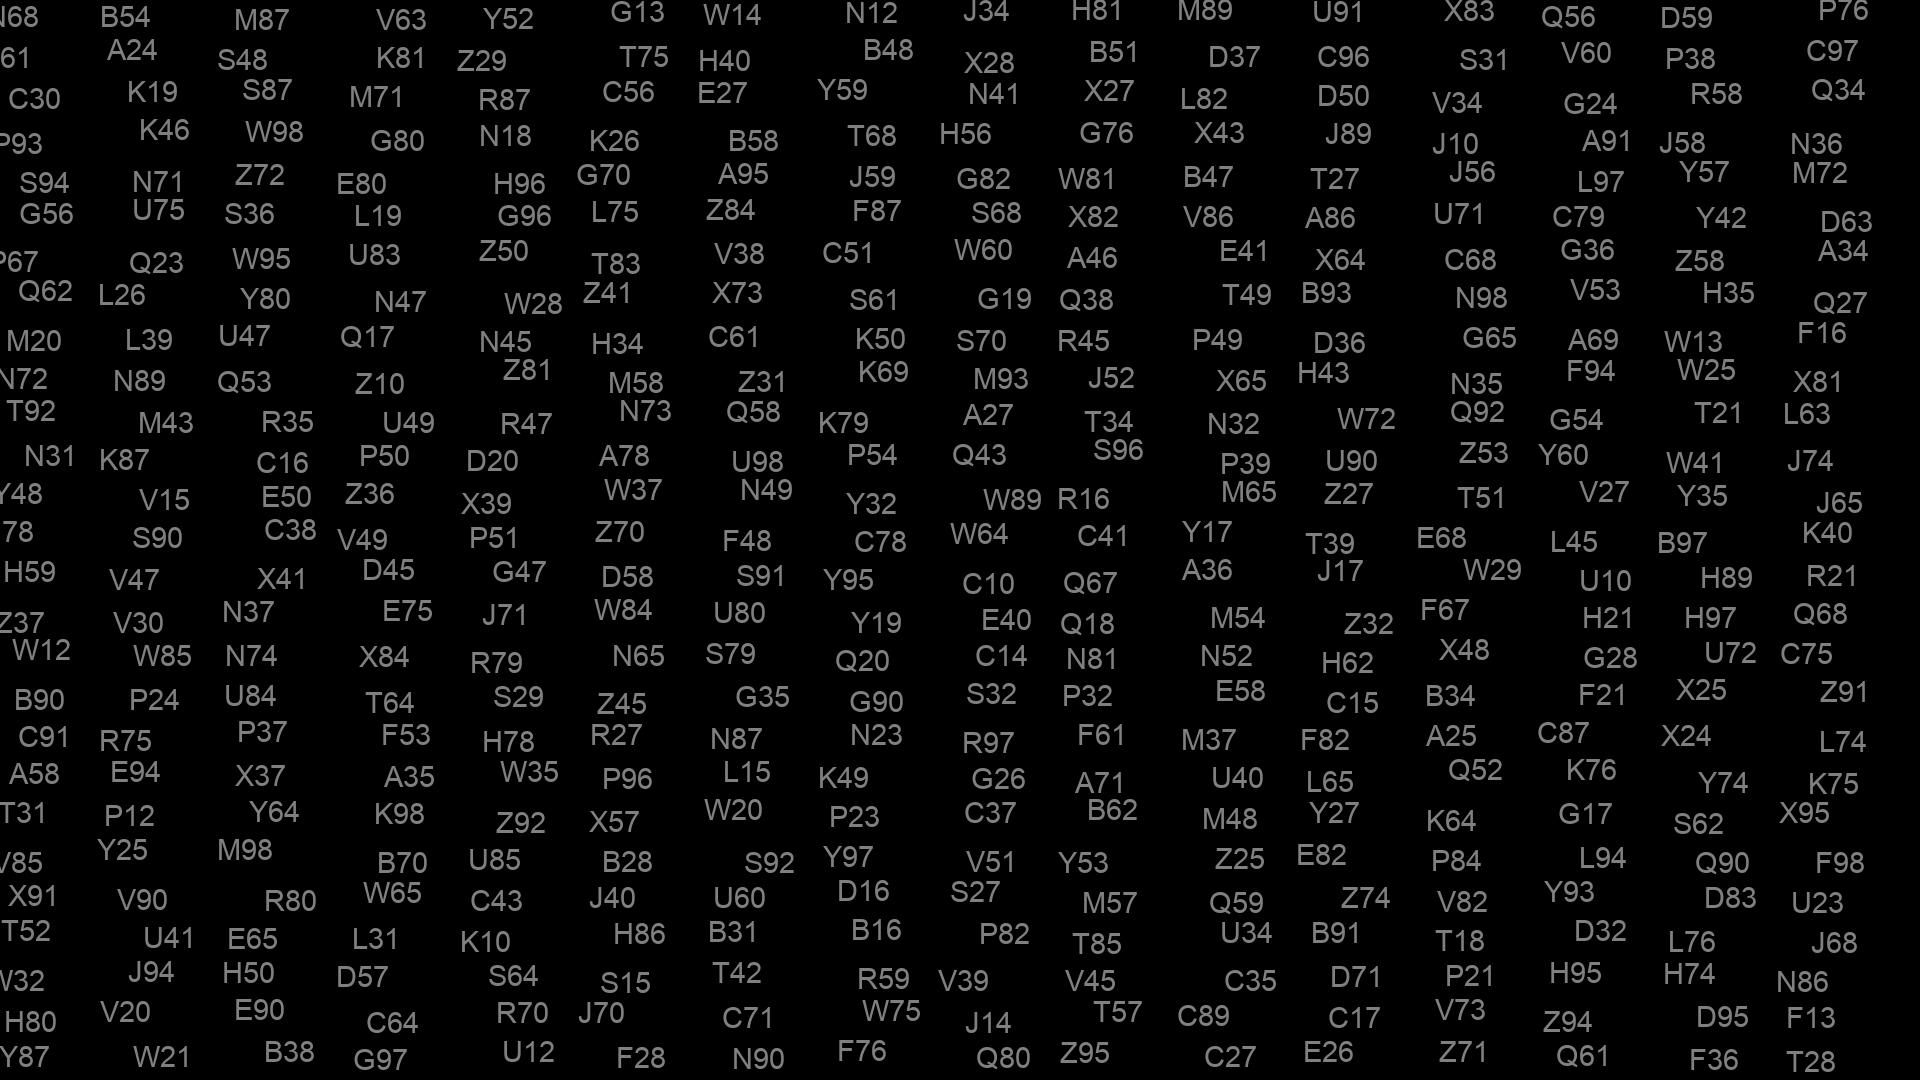 N68 B54 M87 V63 Y52 G13 W14 N12 J34 H81 M89 U91 X83 Q56 D59 P76
61 A24 S48 K81 Z29 T75 H40 B48 X28 B51 D37 C96 S31 V60 P38 C97
C30 K19 S87 M71 R87 C56 E27 Y59 N41 X27 L82 D50 V34 G24 R58 Q34
P93 K46 W98 G80 N18 K26 B58 T68 H56 G76 X43 J89 J10 A91 J58 N36
S94 N71 Z72 E80 H96 G70 A95 J59 G82 W81 B47 T27 J56 L97 Y57 M72
G56 U75 S36 L19 G96 L75 Z84 F87 S68 X82 V86 A86 U71 C79 Y42 D63
P67 Q23 W95 U83 Z50 T83 V38 C51 W60 A46 E41 X64 C68 G36 Z58 A34
Q62 L26 Y80 N47 W28 Z41 X73 S61 G19 Q38 T49 B93 N98 V53 H35 Q27
M20 L39 U47 Q17 N45 H34 C61 K50 S70 R45 P49 D36 G65 A69 W13 F16
N72 N89 Q53 Z10 Z81 M58 Z31 K69 M93 J52 X65 H43 N35 F94 W25 X81
T92 M43 R35 U49 R47 N73 Q58 K79 A27 T34 N32 W72 Q92 G54 T21 L63
N31 K87 C16 P50 D20 A78 U98 P54 Q43 S96 P39 U90 Z53 Y60 W41 J74
Y48 V15 E50 Z36 X39 W37 N49 Y32 W89 R16 M65 Z27 T51 V27 Y35 J65
78 S90 C38 V49 P51 Z70 F48 C78 W64 C41 Y17 T39 E68 L45 B97 K40
H59 V47 X41 D45 G47 D58 S91 Y95 C10 Q67 A36 J17 W29 U10 H89 R21
Z37 V30 N37 E75 J71 W84 U80 Y19 E40 Q18 M54 Z32 F67 H21 H97 Q68
W12 W85 N74 X84 R79 N65 S79 Q20 C14 N81 N52 H62 X48 G28 U72 C75
B90 P24 U84 T64 S29 Z45 G35 G90 S32 P32 E58 C15 B34 F21 X25 Z91
C91 R75 P37 F53 H78 R27 N87 N23 R97 F61 M37 F82 A25 C87 X24 L74
A58 E94 X37 A35 W35 P96 L15 K49 G26 A71 U40 L65 Q52 K76 Y74 K75
T31 P12 Y64 K98 Z92 X57 W20 P23 C37 B62 M48 Y27 K64 G17 S62 X95
V85 Y25 M98 B70 U85 B28 S92 Y97 V51 Y53 Z25 E82 P84 L94 Q90 F98
X91 V90 R80 W65 C43 J40 U60 D16 S27 M57 Q59 Z74 V82 Y93 D83 U23
T52 U41 E65 L31 K10 H86 B31 B16 P82 T85 U34 B91 T18 D32 L76 J68
W32 J94 H50 D57 S64 S15 T42 R59 V39 V45 C35 D71 P21 H95 H74 N86
H80 V20 E90 C64 R70 J70 C71 W75 J14 T57 C89 C17 V73 Z94 D95 F13
Y87 W21 B38 G97 U12 F28 N90 F76 Q80 Z95 C27 E26 Z71 Q61 F36 T28